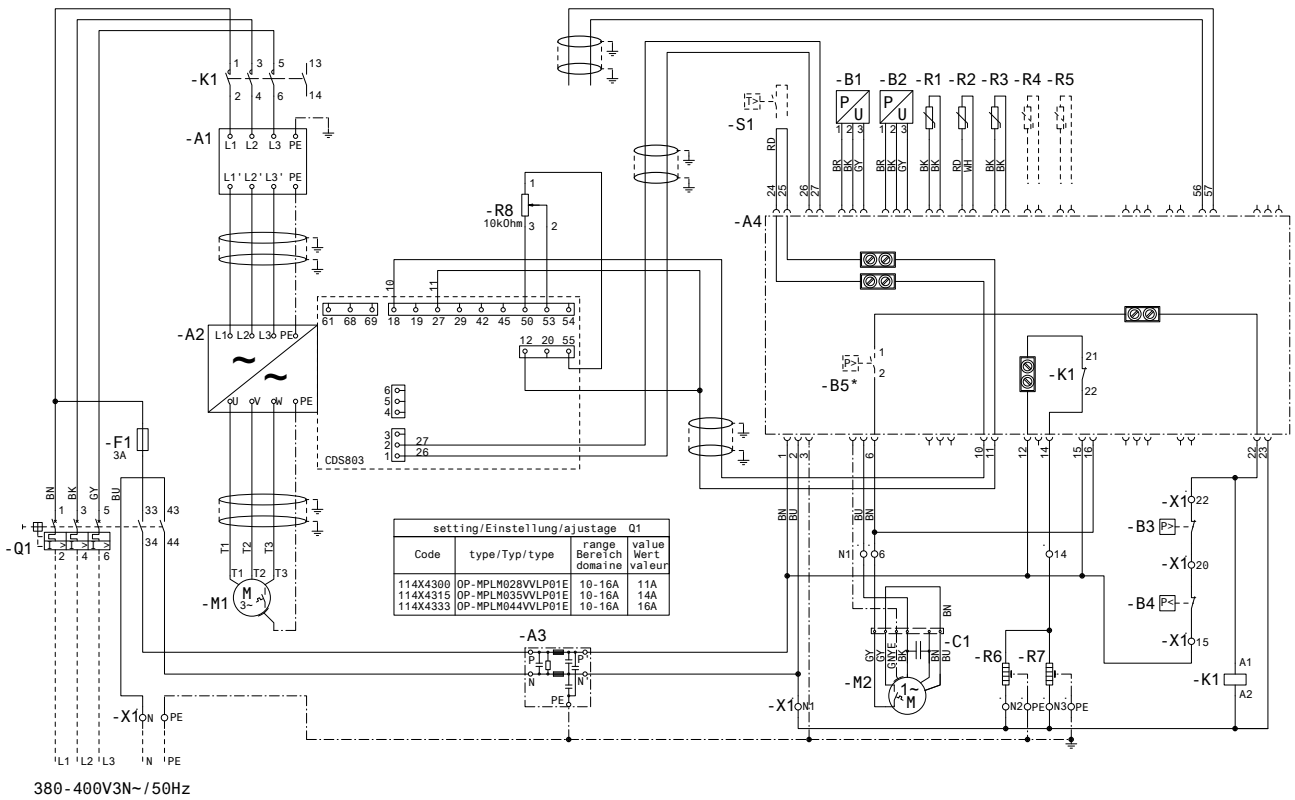 56
57
-K1
1 3 5 13
2 4 6 14
-A1
L1 L2 L3 PE
L1' L2' L3' PE
-S1
T>
RD
-B1
P
U
1 2 3
BR
BK
GY
-B2
P
U
1 2 3
BR
BK
GY
-R1
BK
BK
-R2
RD
WH
-R3
BK
BK
-R4
-R5
24
25
26
27
-A4
-R8
10kOhm
1
3
2
10
11
61 68 69 18 19 27 29 42 45 50 53 54
12 20 55
-A2
L1 L2 L3 PE
~
~
U V W PE
6
5
4
3
2
1
27
26
CDS803
P>
1
2
-B5*
-K1
21
22
-F1
3A
BN
BK
GY
BU
1 3 5 33 43
2 4 6 34 44
-Q1
> > >
T1
T2
T3
T1 T2 T3
M
3~
-M1
setting/Einstellung/ajustage Q1
Code type/Typ/type range Bereich domaine value Wert valeur
114X4300 OP-MPLM028VVLP01E 10-16A 11A
114X4315 OP-MPLM035VVLP01E 10-16A 14A
114X4333 OP-MPLM044VVLP01E 10-16A 16A
1
2
3
6
10
11
12
14
15
16
22
23
BN
BU
BU
BN
N1 6
14
-X1 22
-B3 P>
-X1 20
-B4 P<
-X1 15
-A3
P
N
PE
GY
GY
GNYE
BK
BN
BU
BN
-C1
-M2
1~
M
-R6
-R7
-K1
A1
A2
-X1 N1
N2 PE N3 PE
-X1 N PE
L1 L2 L3 N PE
380-400V3N~/50Hz